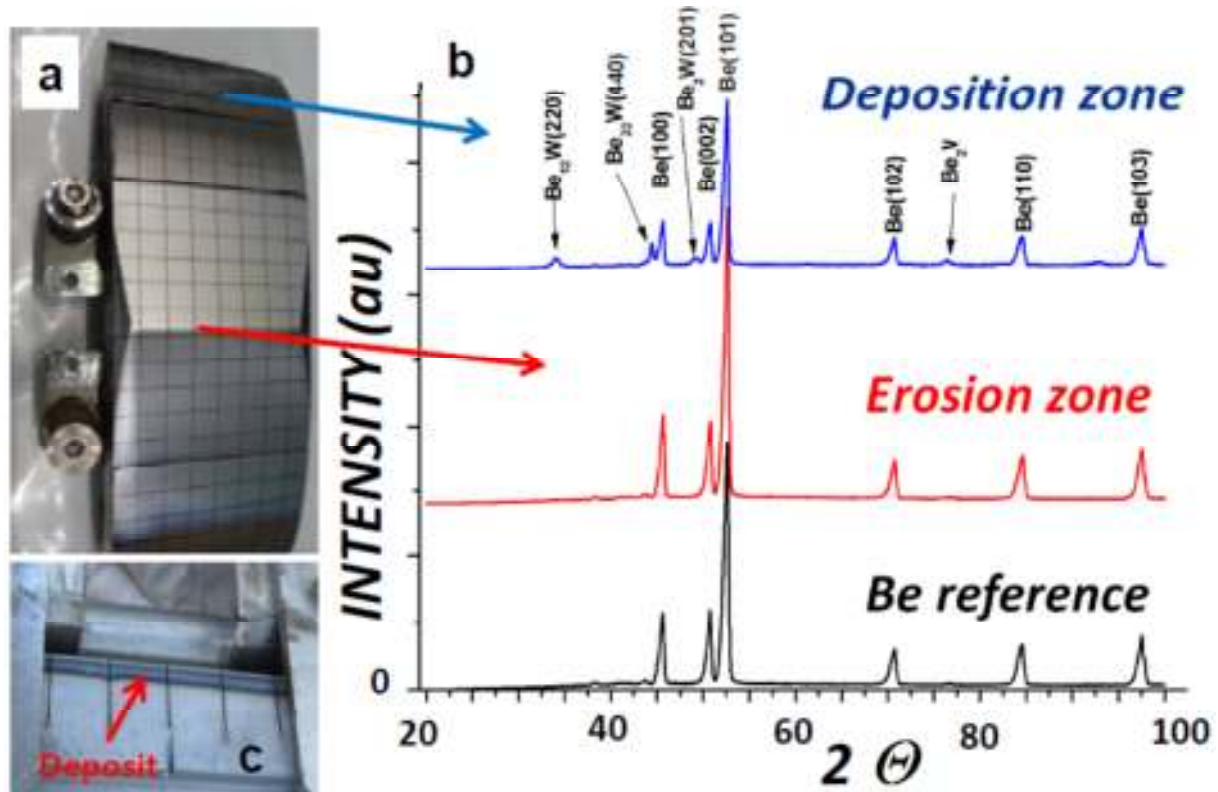 a
b
Be₁₂W(220)
Be₂₂W(440)
Be(100)
Be₂W(201)
Be(002)
Be(101)
Deposition zone
Be(102)
Be₂V
Be(110)
Be(103)
INTENSITY (au)
Erosion zone
Be reference
0
20
40
60
80
100
2 Θ
Deposit
C